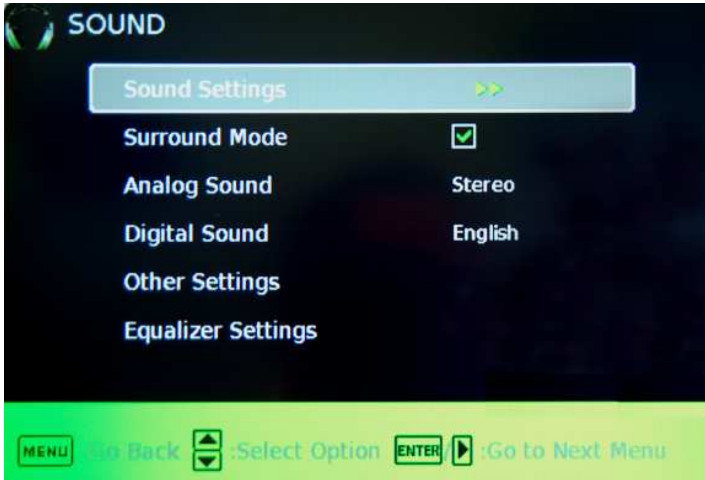 SOUND
Sound Settings
Surround Mode
Analog Sound Stereo
Digital Sound English
Other Settings
Equalizer Settings
MENU :Go Back :Select Option ENTER/ :Go to Next Menu